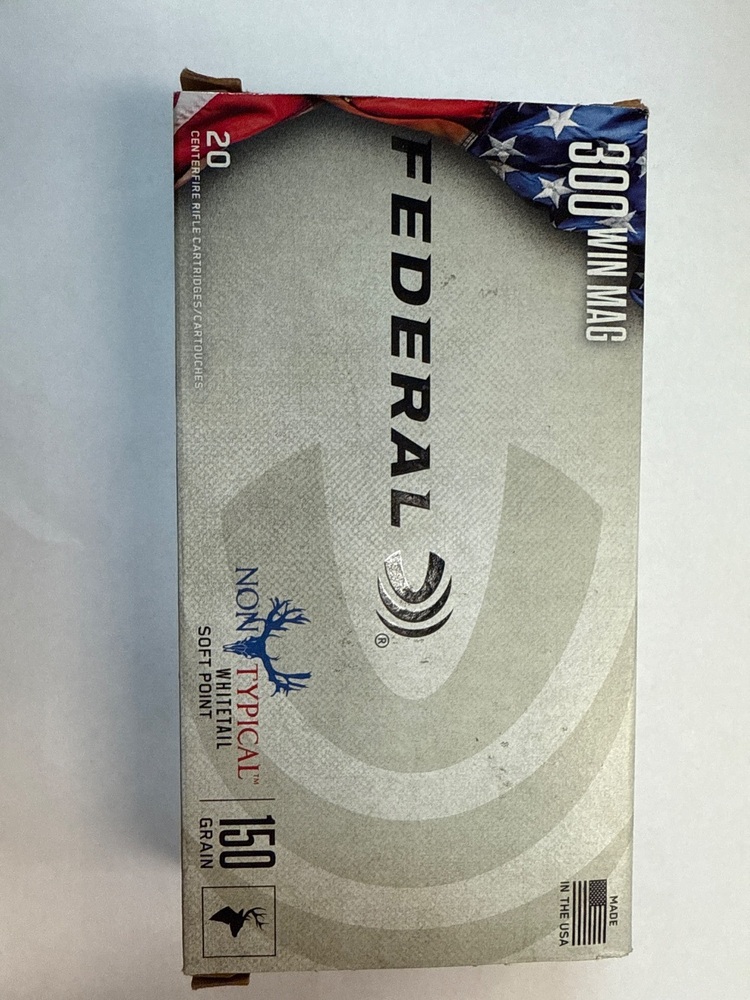 300 WIN MAG
FEDERAL®
20
CENTERFIRE RIFLE CARTRIDGES/CARTOUCHES
NON TYPICAL™
WHITETAIL
SOFT POINT
150
GRAIN
MADE
IN THE USA